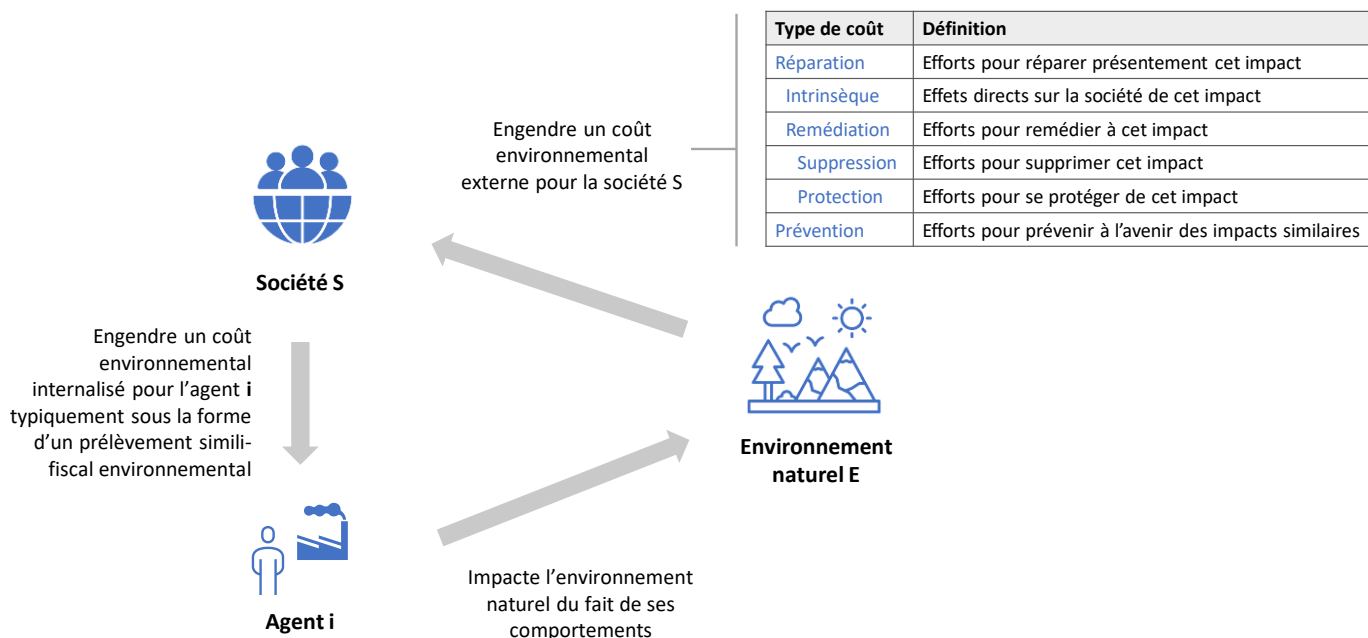 Type de coût Définition
Réparation Efforts pour réparer présentement cet impact
Intrinsèque Effets directs sur la société de cet impact
Remédiation Efforts pour remédier à cet impact
Suppression Efforts pour supprimer cet impact
Protection Efforts pour se protéger de cet impact
Prévention Efforts pour prévenir à l'avenir des impacts similaires
Engendre un coût
environnemental
externe pour la société S
Société S
Engendre un coût
environnemental
internalisé pour l'agent i
typiquement sous la forme
d'un prélèvement simili-
fiscal environnemental
Environnement
naturel E
Agent i
Impacte l'environnement
naturel du fait de ses
comportements